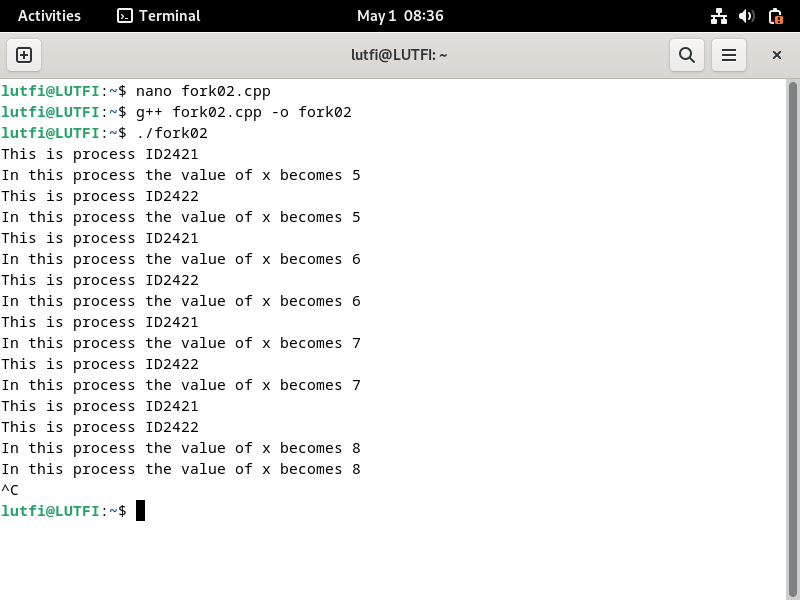 Activities Terminal May 1 08:36
lutfi@LUTFI: ~
lutfi@LUTFI:~$ nano fork02.cpp
lutfi@LUTFI:~$ g++ fork02.cpp -o fork02
lutfi@LUTFI:~$ ./fork02
This is process ID2421
In this process the value of x becomes 5
This is process ID2422
In this process the value of x becomes 5
This is process ID2421
In this process the value of x becomes 6
This is process ID2422
In this process the value of x becomes 6
This is process ID2421
In this process the value of x becomes 7
This is process ID2422
In this process the value of x becomes 7
This is process ID2421
This is process ID2422
In this process the value of x becomes 8
In this process the value of x becomes 8
^C
lutfi@LUTFI:~$